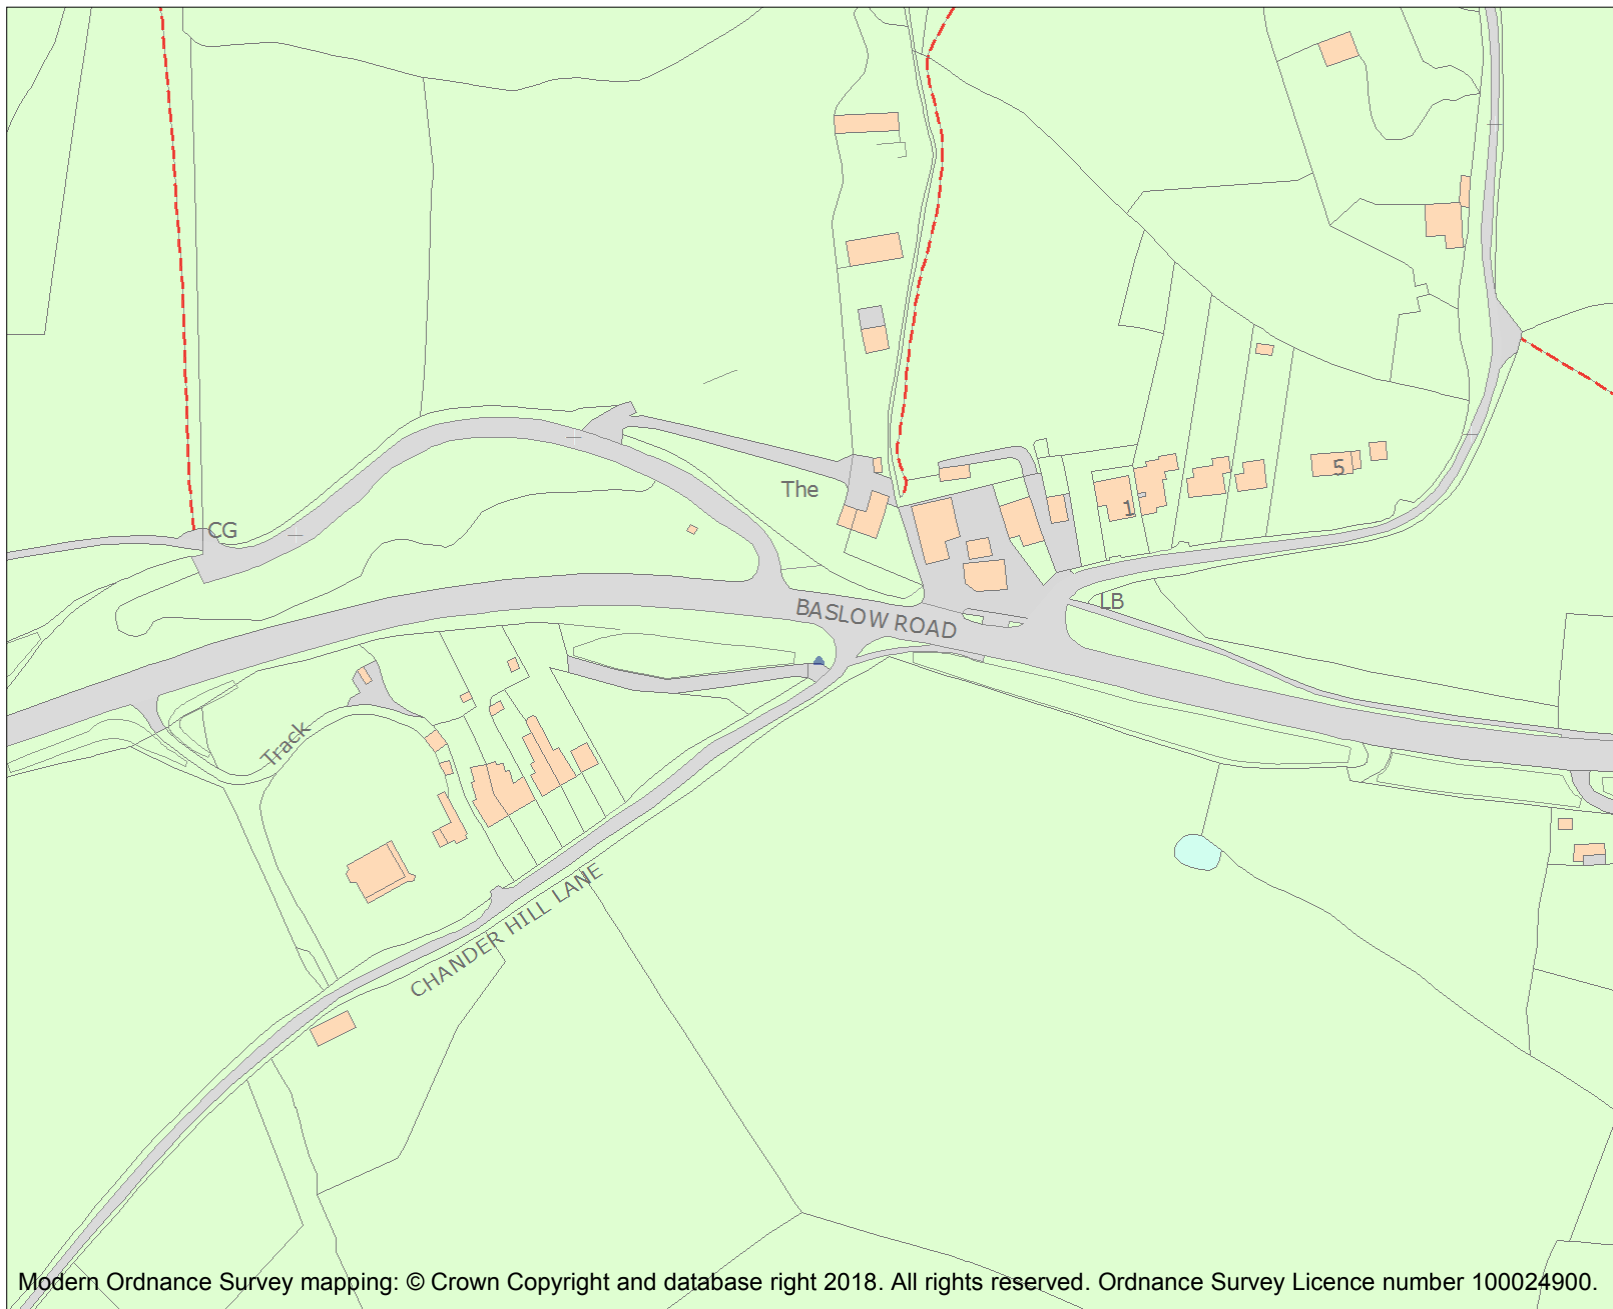 The
CG
5
1
LB
BASLOW ROAD
Track
CHANDER HILL LANE
Modern Ordnance Survey mapping: © Crown Copyright and database right 2018. All rights reserved. Ordnance Survey Licence number 100024900.